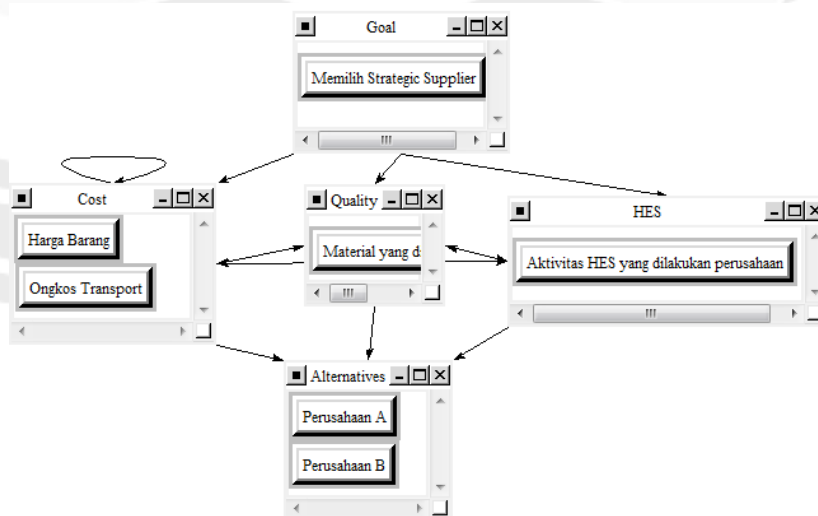 Goal
Memilih Strategic Supplier
Cost
Harga Barang
Ongkos Transport
Quality
Material yang
HES
Aktivitas HES yang dilakukan perusahaan
Alternatives
Perusahaan A
Perusahaan B